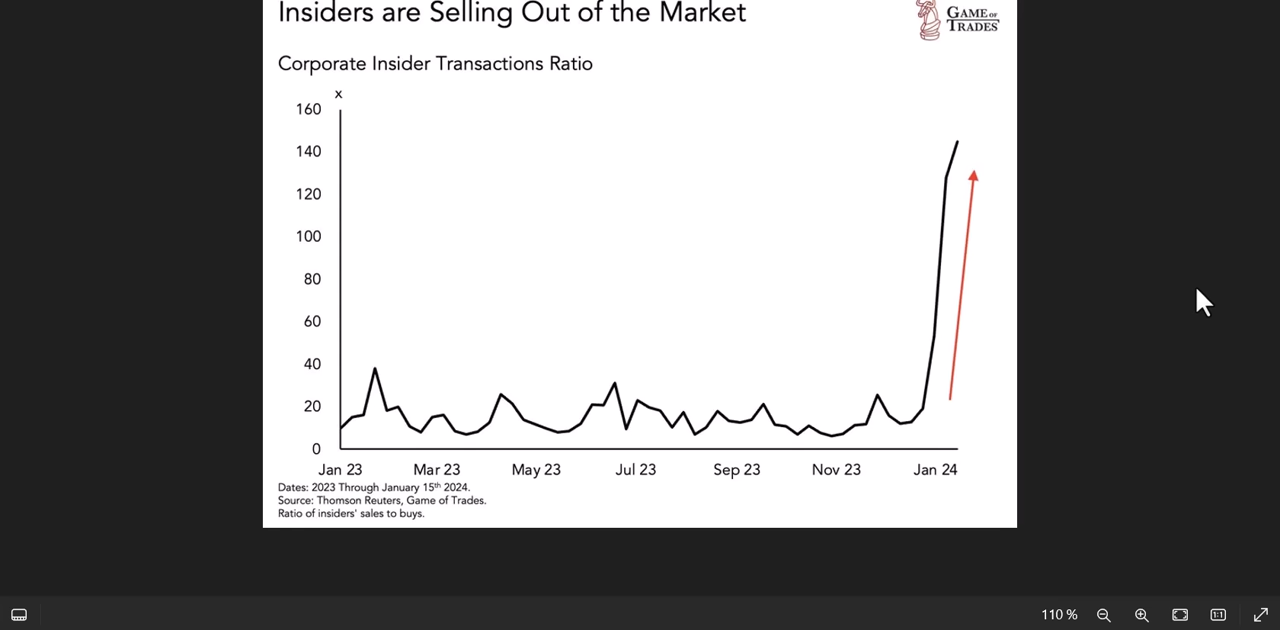 Insiders are Selling Out of the Market
GAME OF
TRADES
Corporate Insider Transactions Ratio
x
160
140
120
100
80
60
40
20
0
Jan 23 Mar 23 May 23 Jul 23 Sep 23 Nov 23 Jan 24
Dates: 2023 Through January 15th 2024.
Source: Thomson Reuters, Game of Trades.
Ratio of insiders' sales to buys.
110 %
1:1